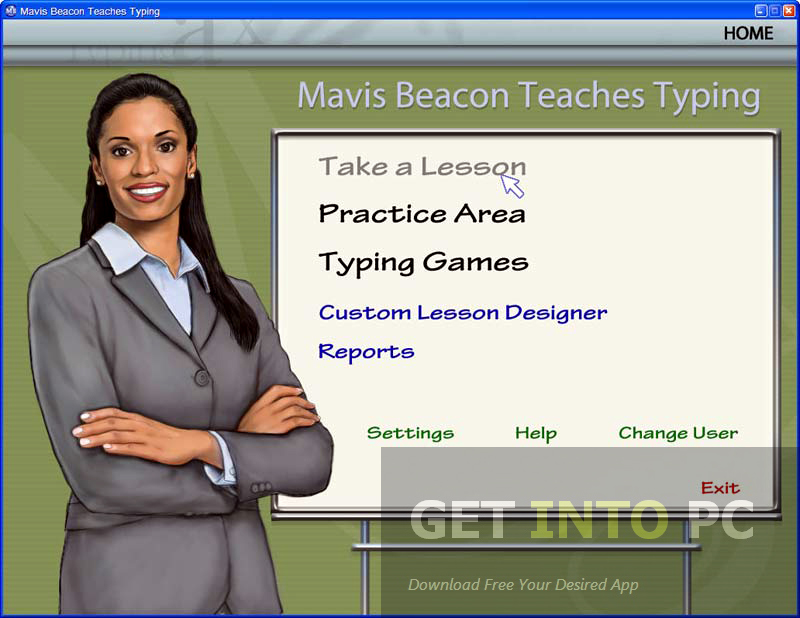 Mavis Beacon Teaches Typing
HOME
Typing
Mavis Beacon Teaches Typing
Take a Lesson
Practice Area
Typing Games
Custom Lesson Designer
Reports
Settings Help Change User
Exit
GET INTO PC
Download Free Your Desired App